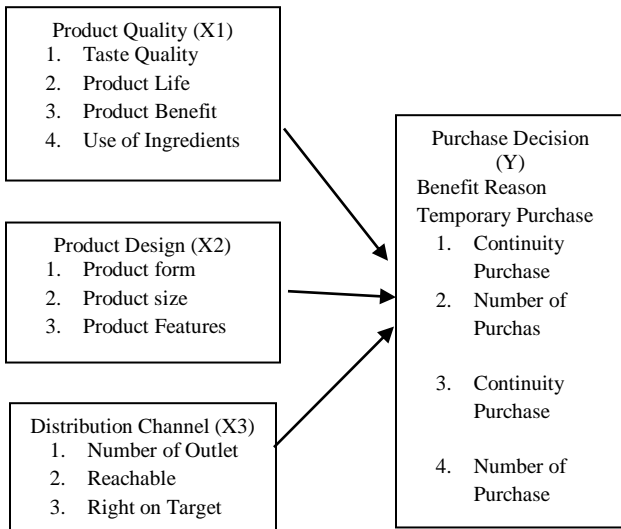 Product Quality (X1)
1. Taste Quality
2. Product Life
3. Product Benefit
4. Use of Ingredients
Product Design (X2)
1. Product form
2. Product size
3. Product Features
Distribution Channel (X3)
1. Number of Outlet
2. Reachable
3. Right on Target
Purchase Decision
(Y)
Benefit Reason
Temporary Purchase
1. Continuity
Purchase
2. Number of
Purchas
3. Continuity
Purchase
4. Number of
Purchase